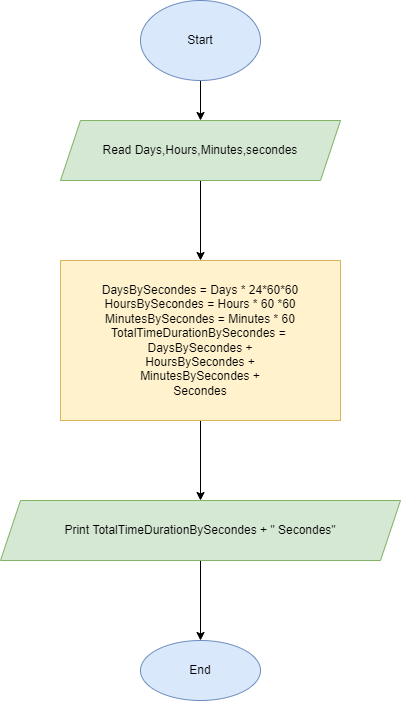 Start
Read Days,Hours,Minutes,secondes
DaysBySecondes = Days * 24*60*60
HoursBySecondes = Hours * 60 *60
MinutesBySecondes = Minutes * 60
TotalTimeDurationBySecondes =
DaysBySecondes +
HoursBySecondes +
MinutesBySecondes +
Secondes
Print TotalTimeDurationBySecondes + " Secondes"
End